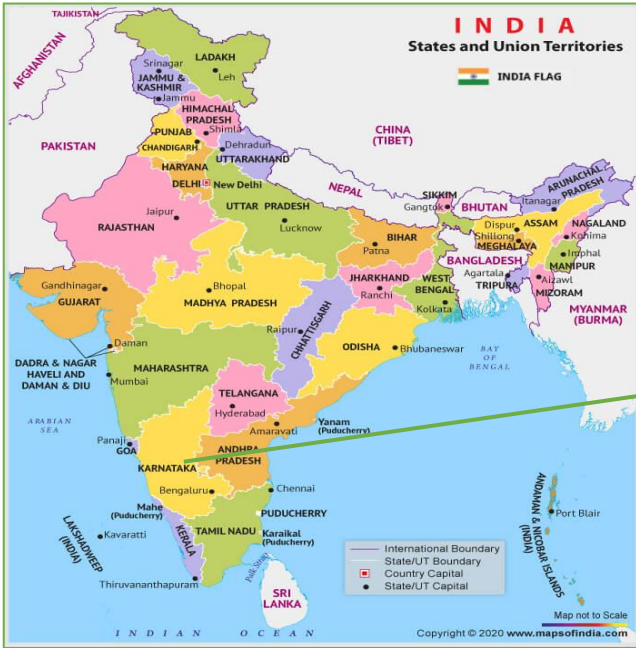 INDIA
States and Union Territories
INDIA FLAG
TAJIKISTAN
AFGHANISTAN
PAKISTAN
CHINA
(TIBET)
NEPAL
BHUTAN
BANGLADESH
MYANMAR
(BURMA)
LADAKH
Leh
Srinagar
JAMMU &
KASHMIR
Jammu
HIMACHAL
PRADESH
Shimla
PUNJAB
CHANDIGARH
Dehradun
UTTARAKHAND
HARYANA
DELHI
New Delhi
UTTAR PRADESH
Lucknow
Jaipur
RAJASTHAN
SIKKIM
Gangtok
ARUNACHAL
PRADESH
Itanagar
Dispur
ASSAM
NAGALAND
Kohima
Shillong
MEGHALAYA
Imphal
MANIPUR
Agartala
TRIPURA
Aizawl
MIZORAM
BIHAR
Patna
JHARKHAND
Ranchi
WEST
BENGAL
Kolkata
Gandhinagar
GUJARAT
Bhopal
MADHYA PRADESH
Raipur
CHHATTISGARH
ODISHA
Bhubaneswar
Daman
DADRA & NAGAR
HAVELI AND
DAMAN & DIU
MAHARASHTRA
Mumbai
TELANGANA
Hyderabad
BAY
OF
BENGAL
ARABIAN
SEA
Amaravati
Yanam
(Puducherry)
Panaji
GOA
ANDHRA
PRADESH
KARNATAKA
Bengaluru
Chennai
Mahe
(Puducherry)
PUDUCHERRY
TAMIL NADU
Karaikal
(Puducherry)
KERALA
LAKSHADWEEP
(INDIA)
Kavaratti
Thiruvananthapuram
Palk Strait
SRI
LANKA
ANDAMAN & NICOBAR ISLANDS
(INDIA)
Port Blair
International Boundary
State/UT Boundary
Country Capital
State/UT Capital
Map not to Scale
INDIAN OCEAN
Copyright © 2020 www.mapsofindia.com